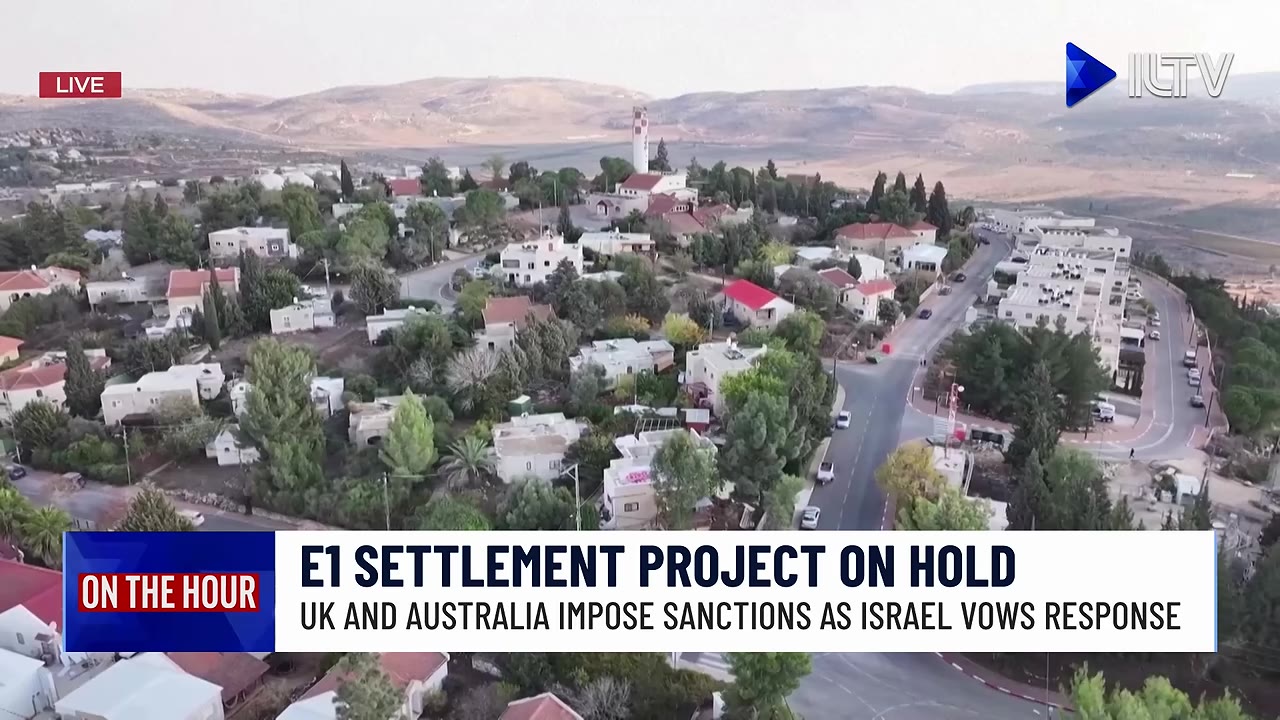 LIVE
ILTV
ON THE HOUR
E1 SETTLEMENT PROJECT ON HOLD
UK AND AUSTRALIA IMPOSE SANCTIONS AS ISRAEL VOWS RESPONSE